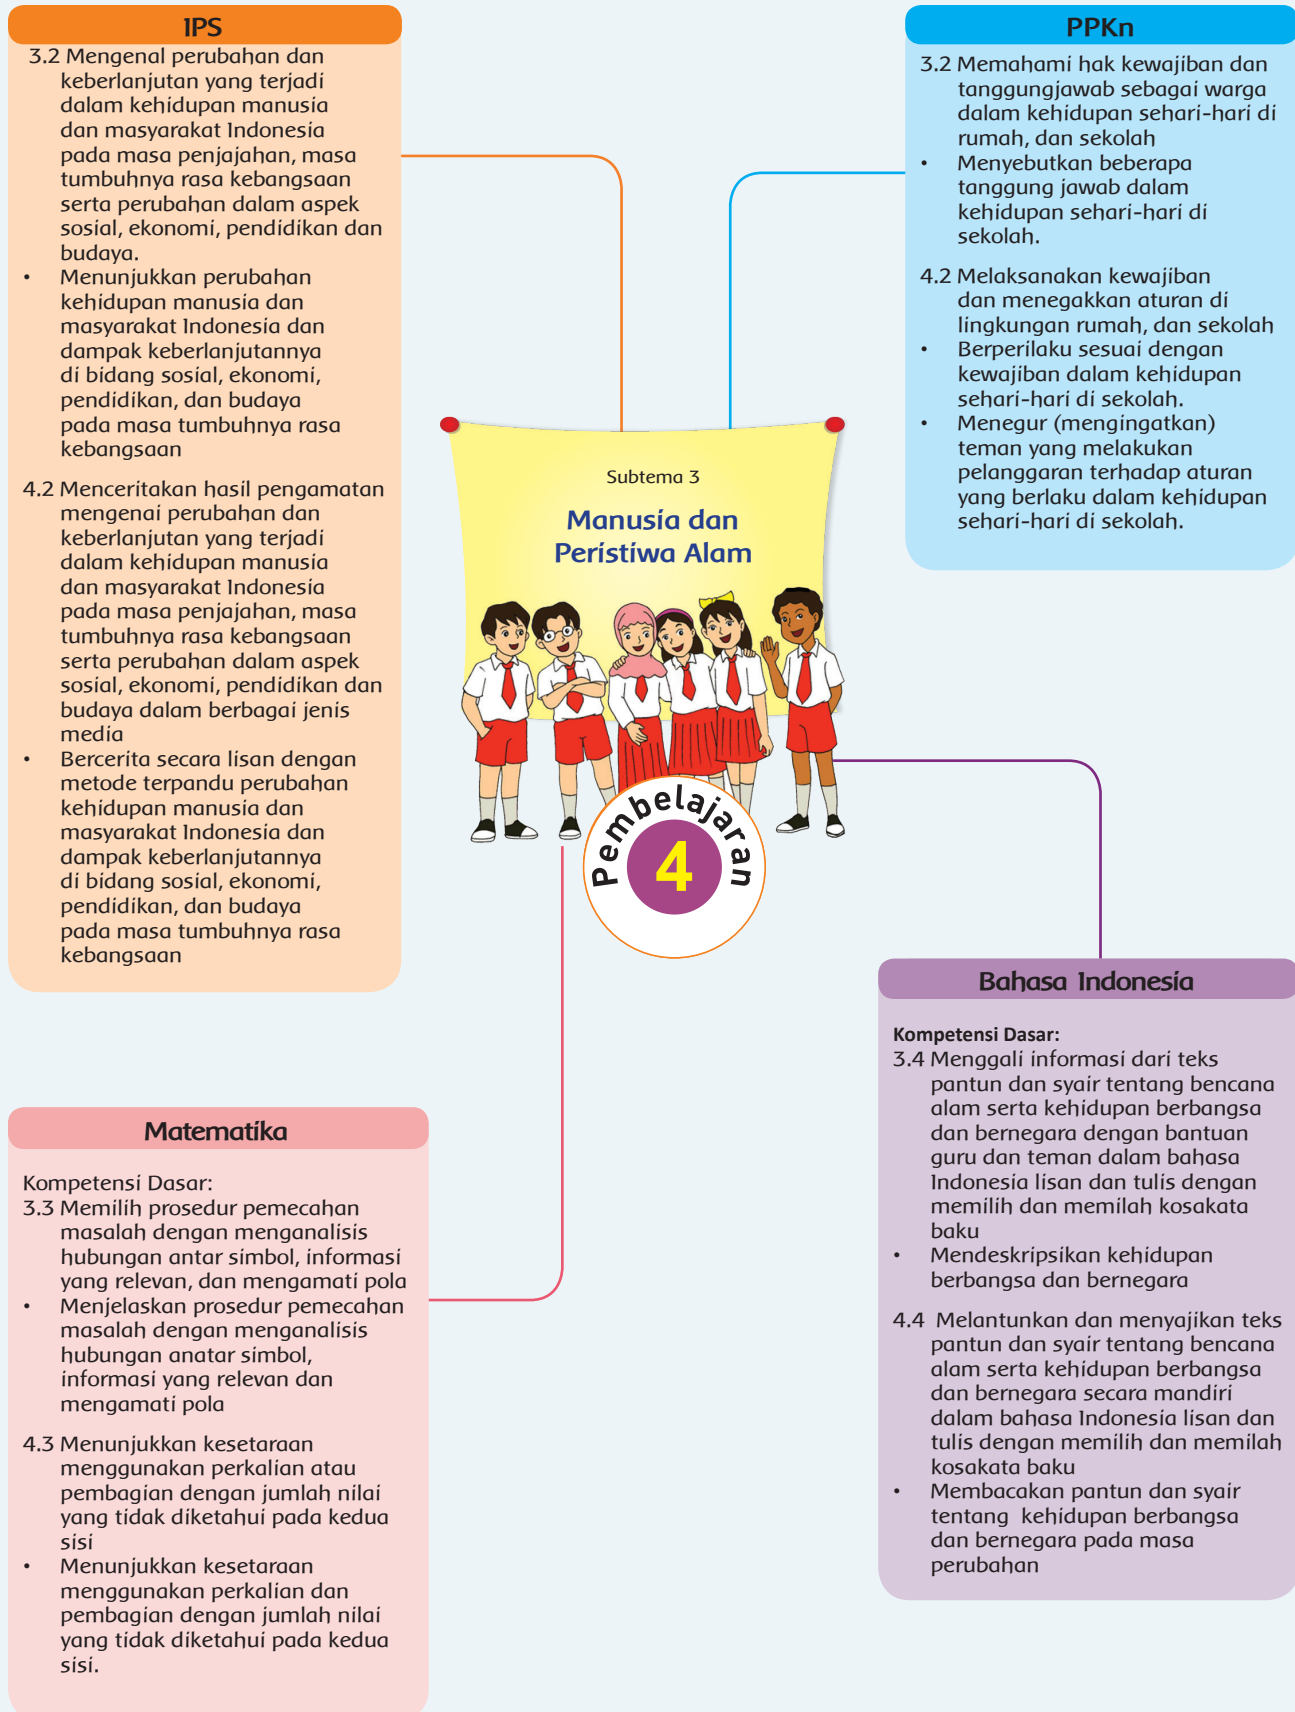 IPS
3.2 Mengenal perubahan dan
keberlanjutan yang terjadi
dalam kehidupan manusia
dan masyarakat Indonesia
pada masa penjajahan, masa
tumbuhnya rasa kebangsaan
serta perubahan dalam aspek
sosial, ekonomi, pendidikan dan
budaya.
• Menunjukkan perubahan
kehidupan manusia dan
masyarakat Indonesia dan
dampak keberlanjutannya
di bidang sosial, ekonomi,
pendidikan, dan budaya
pada masa tumbuhnya rasa
kebangsaan
4.2 Menceritakan hasil pengamatan
mengenai perubahan dan
keberlanjutan yang terjadi
dalam kehidupan manusia
dan masyarakat Indonesia
pada masa penjajahan, masa
tumbuhnya rasa kebangsaan
serta perubahan dalam aspek
sosial, ekonomi, pendidikan dan
budaya dalam berbagai jenis
media
• Bercerita secara lisan dengan
metode terpandu perubahan
kehidupan manusia dan
masyarakat Indonesia dan
dampak keberlanjutannya
di bidang sosial, ekonomi,
pendidikan, dan budaya
pada masa tumbuhnya rasa
kebangsaan
PPKn
3.2 Memahami hak kewajiban dan
tanggungjawab sebagai warga
dalam kehidupan sehari-hari di
rumah, dan sekolah
• Menyebutkan beberapa
tanggung jawab dalam
kehidupan sehari-hari di
sekolah.
4.2 Melaksanakan kewajiban
dan menegakkan aturan di
lingkungan rumah, dan sekolah
• Berperilaku sesuai dengan
kewajiban dalam kehidupan
sehari-hari di sekolah.
• Menegur (mengingatkan)
teman yang melakukan
pelanggaran terhadap aturan
yang berlaku dalam kehidupan
sehari-hari di sekolah.
Subtema 3
Manusia dan
Peristiwa Alam
Pembelajaran
4
Matematika
Kompetensi Dasar:
3.3 Memilih prosedur pemecahan
masalah dengan menganalisis
hubungan antar simbol, informasi
yang relevan, dan mengamati pola
• Menjelaskan prosedur pemecahan
masalah dengan menganalisis
hubungan anatar simbol,
informasi yang relevan dan
mengamati pola
4.3 Menunjukkan kesetaraan
menggunakan perkalian atau
pembagian dengan jumlah nilai
yang tidak diketahui pada kedua
sisi
• Menunjukkan kesetaraan
menggunakan perkalian dan
pembagian dengan jumlah nilai
yang tidak diketahui pada kedua
sisi.
Bahasa Indonesia
Kompetensi Dasar:
3.4 Menggali informasi dari teks
pantun dan syair tentang bencana
alam serta kehidupan berbangsa
dan bernegara dengan bantuan
guru dan teman dalam bahasa
Indonesia lisan dan tulis dengan
memilih dan memilah kosakata
baku
• Mendeskripsikan kehidupan
berbangsa dan bernegara
4.4 Melantunkan dan menyajikan teks
pantun dan syair tentang bencana
alam serta kehidupan berbangsa
dan bernegara secara mandiri
dalam bahasa Indonesia lisan dan
tulis dengan memilih dan memilah
kosakata baku
• Membacakan pantun dan syair
tentang kehidupan berbangsa
dan bernegara pada masa
perubahan